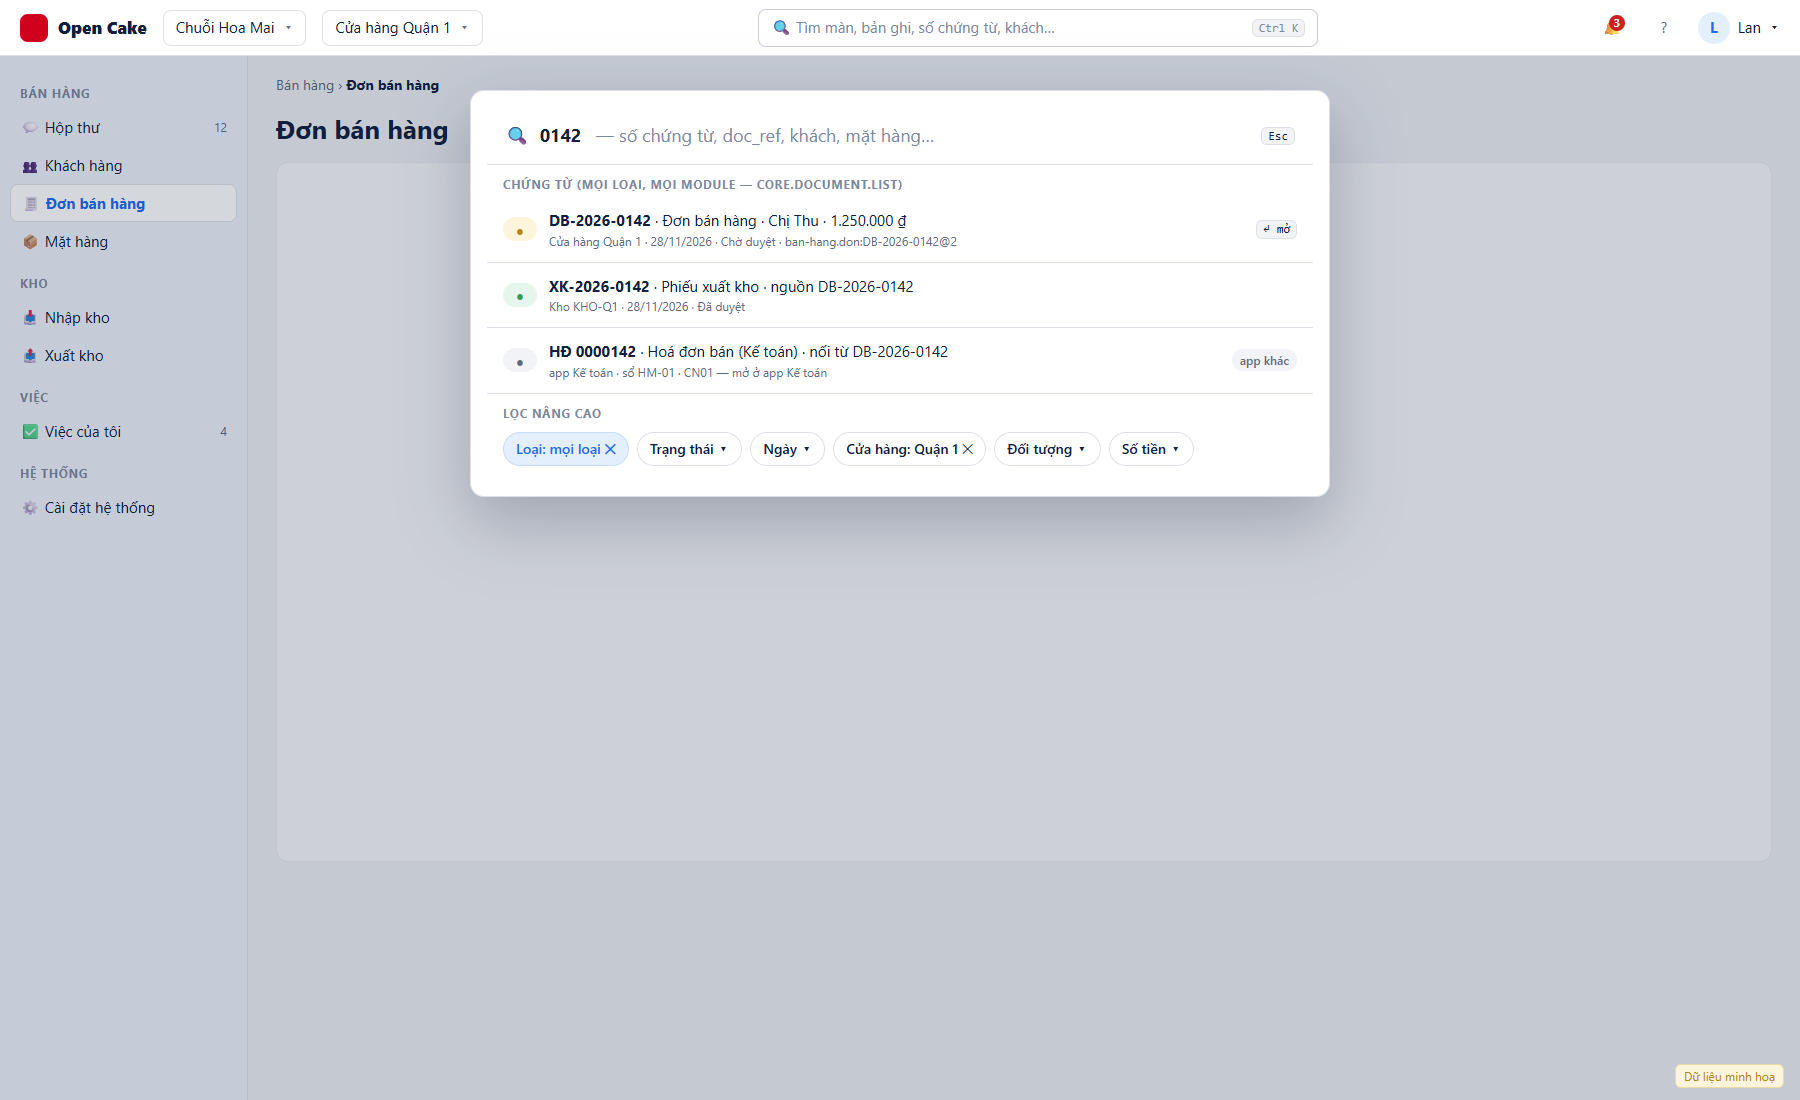 Open Cake
Chuỗi Hoa Mai
Cửa hàng Quận 1
Tìm màn, bản ghi, số chứng từ, khách...
Ctrl K
3
?
L
Lan
BÁN HÀNG
Hộp thư 12
Khách hàng
Đơn bán hàng
Mặt hàng
KHO
Nhập kho
Xuất kho
VIỆC
Việc của tôi 4
HỆ THỐNG
Cài đặt hệ thống
Bán hàng › Đơn bán hàng
Đơn bán hàng
0142 — số chứng từ, doc_ref, khách, mặt hàng...
Esc
CHỨNG TỪ (MỌI LOẠI, MỌI MODULE — CORE.DOCUMENT.LIST)
DB-2026-0142 · Đơn bán hàng · Chị Thu · 1.250.000 ₫
Cửa hàng Quận 1 · 28/11/2026 · Chờ duyệt · ban-hang.don:DB-2026-0142@2
↵ mở
XK-2026-0142 · Phiếu xuất kho · nguồn DB-2026-0142
Kho KHO-Q1 · 28/11/2026 · Đã duyệt
HĐ 0000142 · Hoá đơn bán (Kế toán) · nối từ DB-2026-0142
app Kế toán · sổ HM-01 · CN01 — mở ở app Kế toán
app khác
LỌC NÂNG CAO
Loại: mọi loại ✕
Trạng thái ▾
Ngày ▾
Cửa hàng: Quận 1 ✕
Đối tượng ▾
Số tiền ▾
Dữ liệu minh hoạ